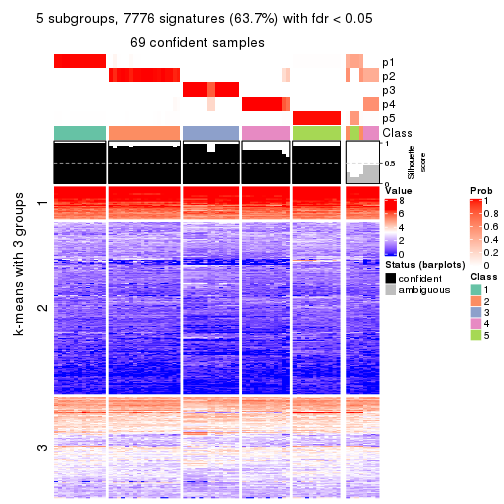 5 subgroups, 7776 signatures (63.7%) with fdr < 0.05
69 confident samples
p1
p2
p3
p4
p5
Class
1
0.5
0
Silhouette
score
k-means with 3 groups
1
2
3
Value
8
6
4
2
0
Status (barplots)
confident
ambiguous
Prob
1
0.8
0.6
0.4
0.2
0
Class
1
2
3
4
5